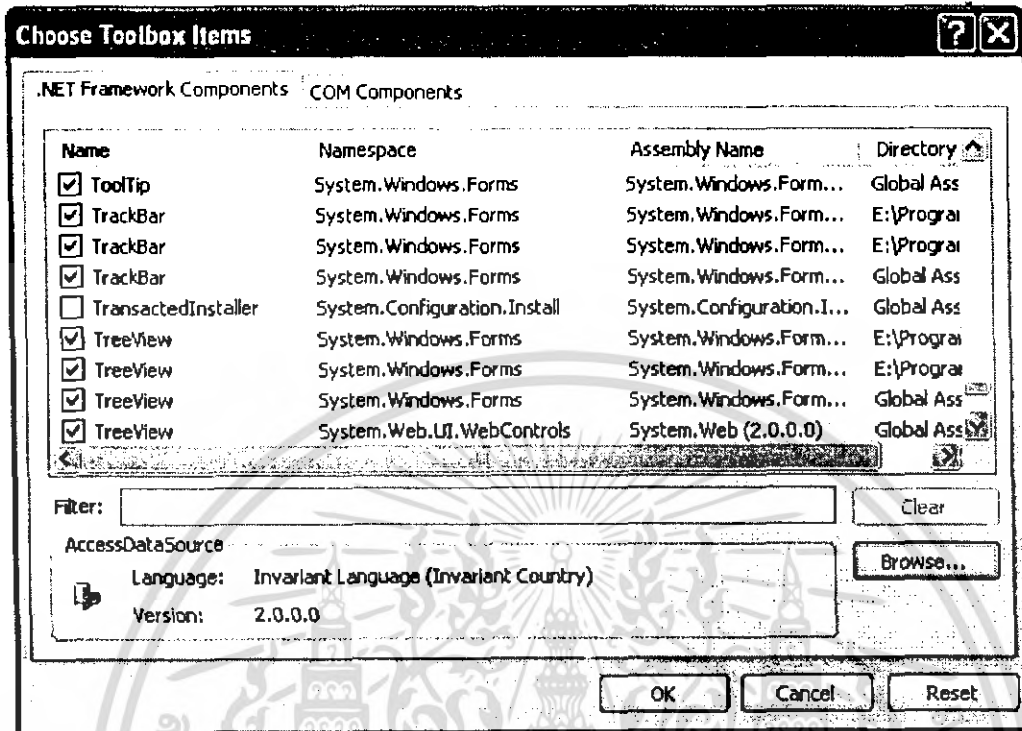 Choose Toolbox Items
.NET Framework Components COM Components
Name Namespace Assembly Name Directory
ToolTip System.Windows.Forms System.Windows.Form... Global Ass
TrackBar System.Windows.Forms System.Windows.Form... E:\Progra
TrackBar System.Windows.Forms System.Windows.Form... E:\Progra
TrackBar System.Windows.Forms System.Windows.Form... Global Ass
TransactedInstaller System.Configuration.Install System.Configuration.I... Global Ass
TreeView System.Windows.Forms System.Windows.Form... E:\Progra
TreeView System.Windows.Forms System.Windows.Form... E:\Progra
TreeView System.Windows.Forms System.Windows.Form... Global Ass
TreeView System.Web.UI.WebControls System.Web (2.0.0.0) Global Ass
Filter: Clear
AccessDataSource
Browse...
Language: Invariant Language (Invariant Country)
Version: 2.0.0.0
OK Cancel Reset